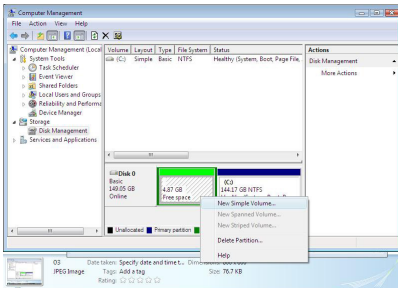 Computer Management
File Action View Help
Computer Management (Local
System Tools
Task Scheduler
Event Viewer
Shared Folders
Local Users and Groups
Reliability and Performa
Device Manager
Storage
Disk Management
Services and Applications
Volume Layout Type File System Status
(C:) Simple Basic NTFS Healthy (System, Boot, Page File,
Actions
Disk Management
More Actions
Disk 0
Basic
149.05 GB
Online
4.87 GB
Free space
(C:)
144.17 GB NTFS
Unallocated Primary partition
New Simple Volume...
New Spanned Volume...
New Striped Volume...
Delete Partition...
Help
03 Date taken: Specify date and time t...
JPEG Image Tags: Add a tag Size: 76.7 KB
Rating: